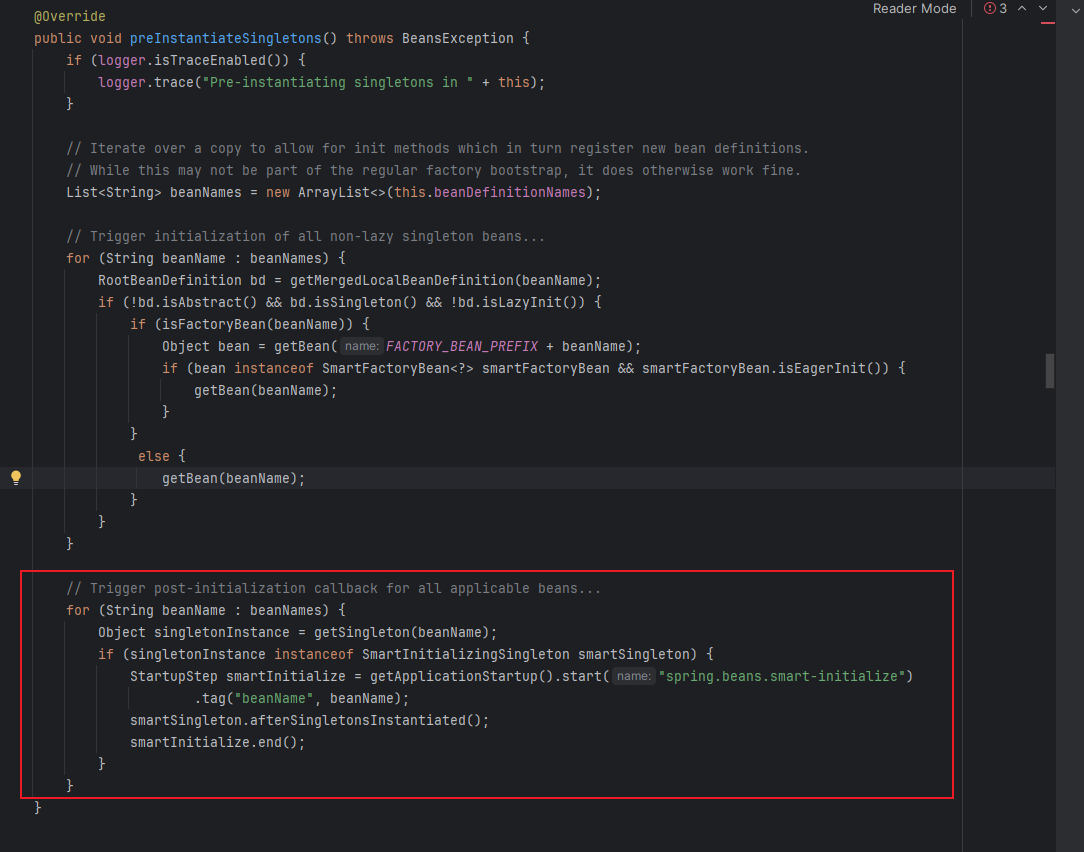 Reader Mode 3
@Override
public void preInstantiateSingletons() throws BeansException {
if (logger.isTraceEnabled()) {
logger.trace("Pre-instantiating singletons in " + this);
}
// Iterate over a copy to allow for init methods which in turn register new bean definitions.
// While this may not be part of the regular factory bootstrap, it does otherwise work fine.
List<String> beanNames = new ArrayList<>(this.beanDefinitionNames);
// Trigger initialization of all non-lazy singleton beans...
for (String beanName : beanNames) {
RootBeanDefinition bd = getMergedLocalBeanDefinition(beanName);
if (!bd.isAbstract() && bd.isSingleton() && !bd.isLazyInit()) {
if (isFactoryBean(beanName)) {
Object bean = getBean( name: FACTORY_BEAN_PREFIX + beanName);
if (bean instanceof SmartFactoryBean<?> smartFactoryBean && smartFactoryBean.isEagerInit()) {
getBean(beanName);
}
}
else {
getBean(beanName);
}
}
}
// Trigger post-initialization callback for all applicable beans...
for (String beanName : beanNames) {
Object singletonInstance = getSingleton(beanName);
if (singletonInstance instanceof SmartInitializingSingleton smartSingleton) {
StartupStep smartInitialize = getApplicationStartup().start( name: "spring.beans.smart-initialize")
.tag("beanName", beanName);
smartSingleton.afterSingletonsInstantiated();
smartInitialize.end();
}
}
}